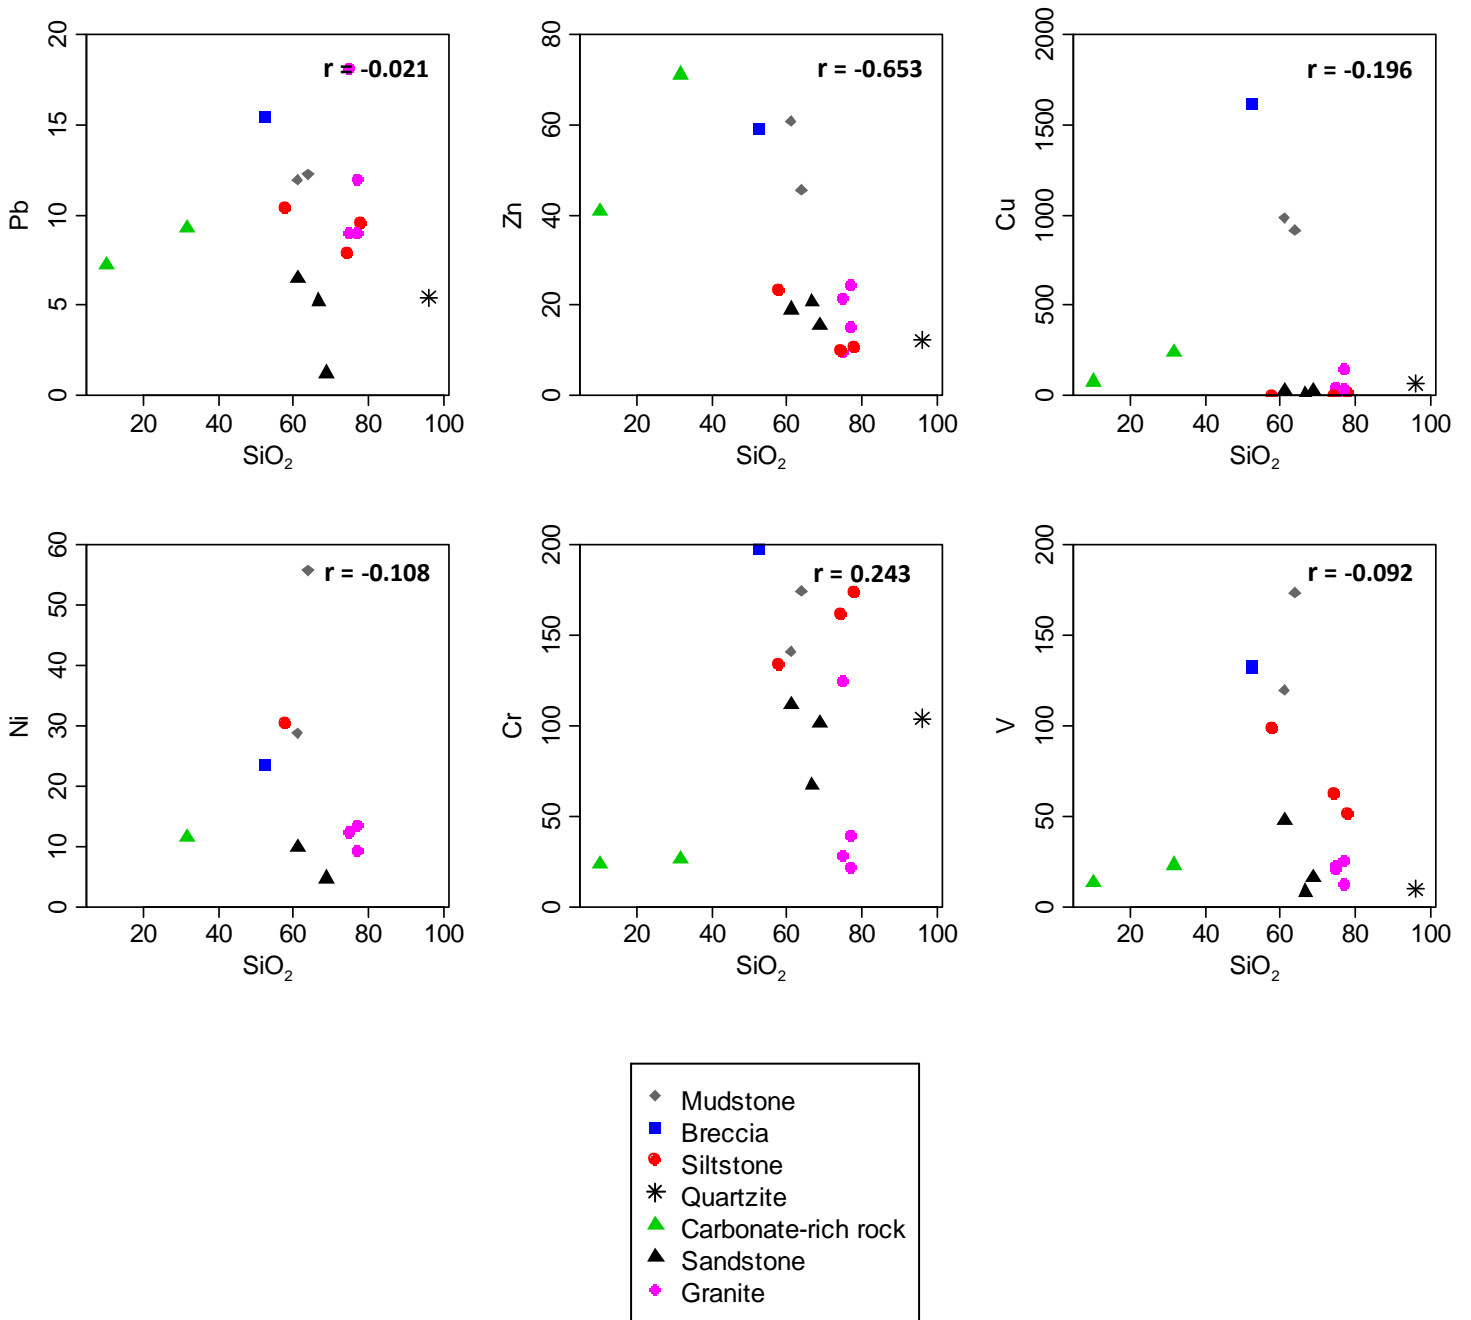 r = -0.021
Pb
0 5 10 15 20
20 40 60 80 100
SiO₂
r = -0.653
Zn
0 20 40 60 80
20 40 60 80 100
SiO₂
r = -0.196
Cu
0 500 1000 1500 2000
20 40 60 80 100
SiO₂
r = -0.108
Ni
0 10 20 30 40 50 60
20 40 60 80 100
SiO₂
r = 0.243
Cr
0 50 100 150 200
20 40 60 80 100
SiO₂
r = -0.092
V
0 50 100 150 200
20 40 60 80 100
SiO₂
Mudstone
Breccia
Siltstone
Quartzite
Carbonate-rich rock
Sandstone
Granite